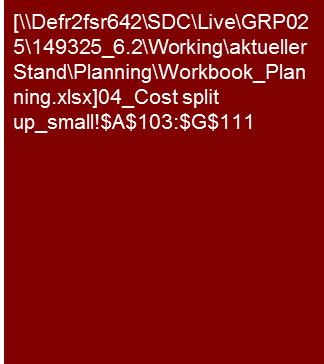 [\\Defr2fsr642\SDC\Live\GRP02
5\149325_6.2\Working\aktueller
Stand\Planning\Workbook_Plan
ning.xlsx]04_Cost split
up_small!$A$103:$G$111